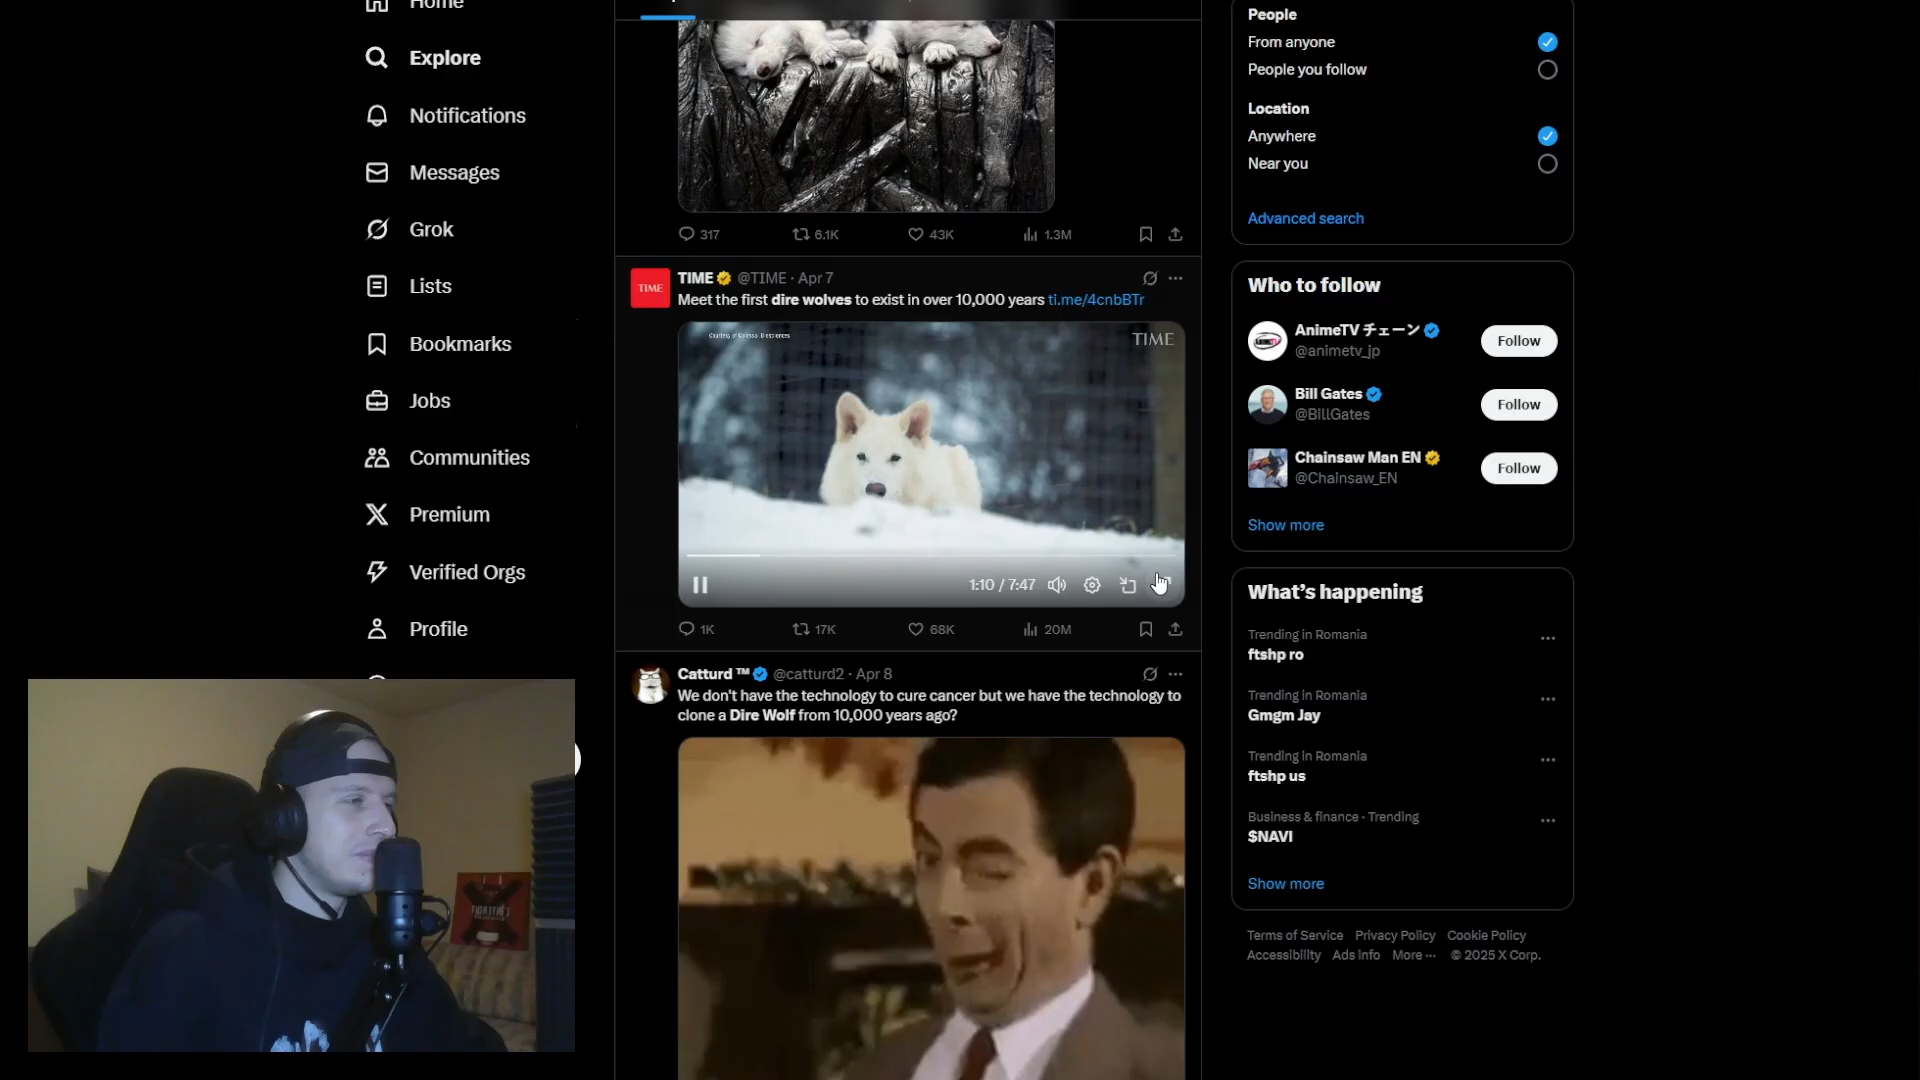 Home
Explore
Notifications
Messages
Grok
Lists
Bookmarks
Jobs
Communities
Premium
Verified Orgs
Profile
317 6.1K 43K 1.3M
TIME @TIME · Apr 7
Meet the first dire wolves to exist in over 10,000 years ti.me/4cnbBTr
TIME
TIME
1:10 / 7:47
1K 17K 68K 20M
Catturd ™ @catturd2 · Apr 8
We don't have the technology to cure cancer but we have the technology to
clone a Dire Wolf from 10,000 years ago?
People
From anyone
People you follow
Location
Anywhere
Near you
Advanced search
Who to follow
AnimeTV チェーン
@animetv_jp
Follow
Bill Gates
@BillGates
Follow
Chainsaw Man EN
@Chainsaw_EN
Follow
Show more
What's happening
Trending in Romania
ftshp ro
Trending in Romania
Gmgm Jay
Trending in Romania
ftshp us
Business & finance · Trending
$NAVI
Show more
Terms of Service Privacy Policy Cookie Policy
Accessibility Ads info More ··· © 2025 X Corp.